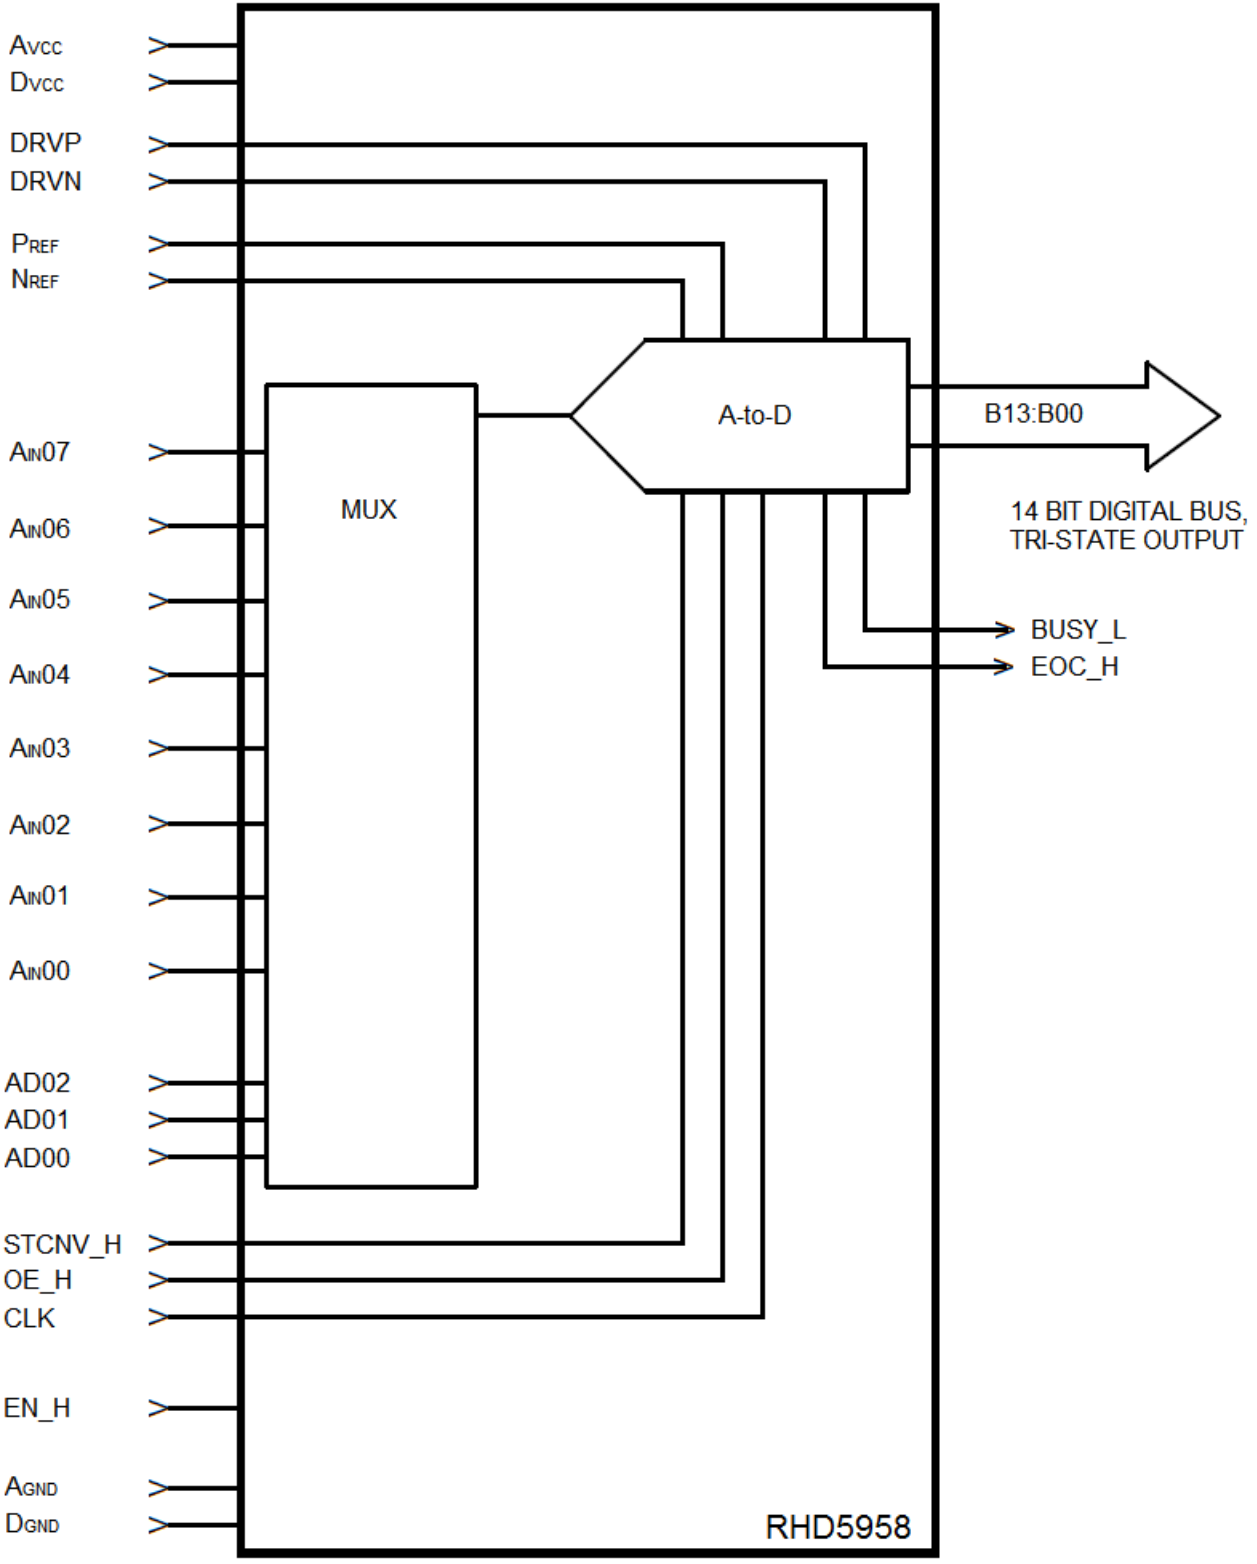 AVCC
DVCC
DRVP
DRVN
PREF
NREF
A-to-D
B13:B00
AIN07
MUX
14 BIT DIGITAL BUS,
TRI-STATE OUTPUT
AIN06
AIN05
BUSY_L
EOC_H
AIN04
AIN03
AIN02
AIN01
AIN00
AD02
AD01
AD00
STCNV_H
OE_H
CLK
EN_H
AGND
DGND
RHD5958